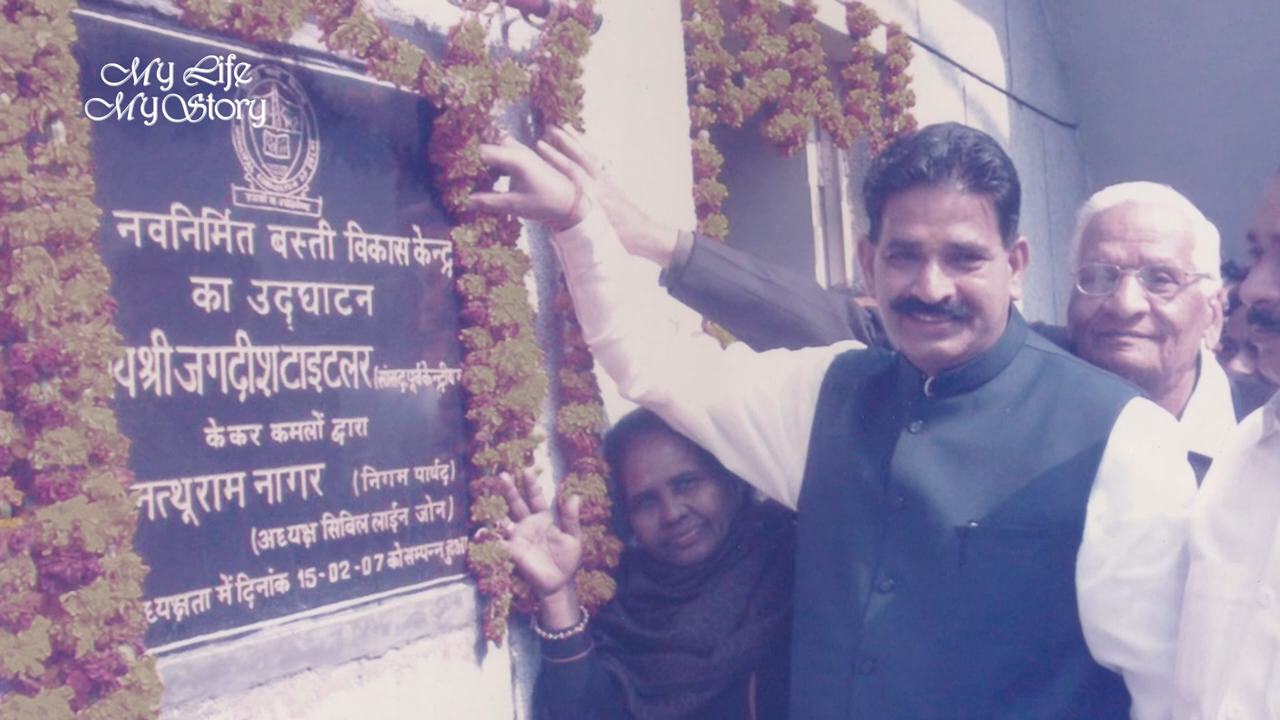 My Life
My Story
नवनिर्मित बस्ती विकास केन्द्र
का उद्घाटन
श्री जगदीश टाइटलर (सांसद, पूर्व केन्द्रीय
के कर कमलों द्वारा
नत्थूराम नागर (निगम पार्षद)
(अध्यक्ष सिविल लाईन जोन)
ध्यक्षता में दिनांक 15-02-07 को सम्पन्न हुआ